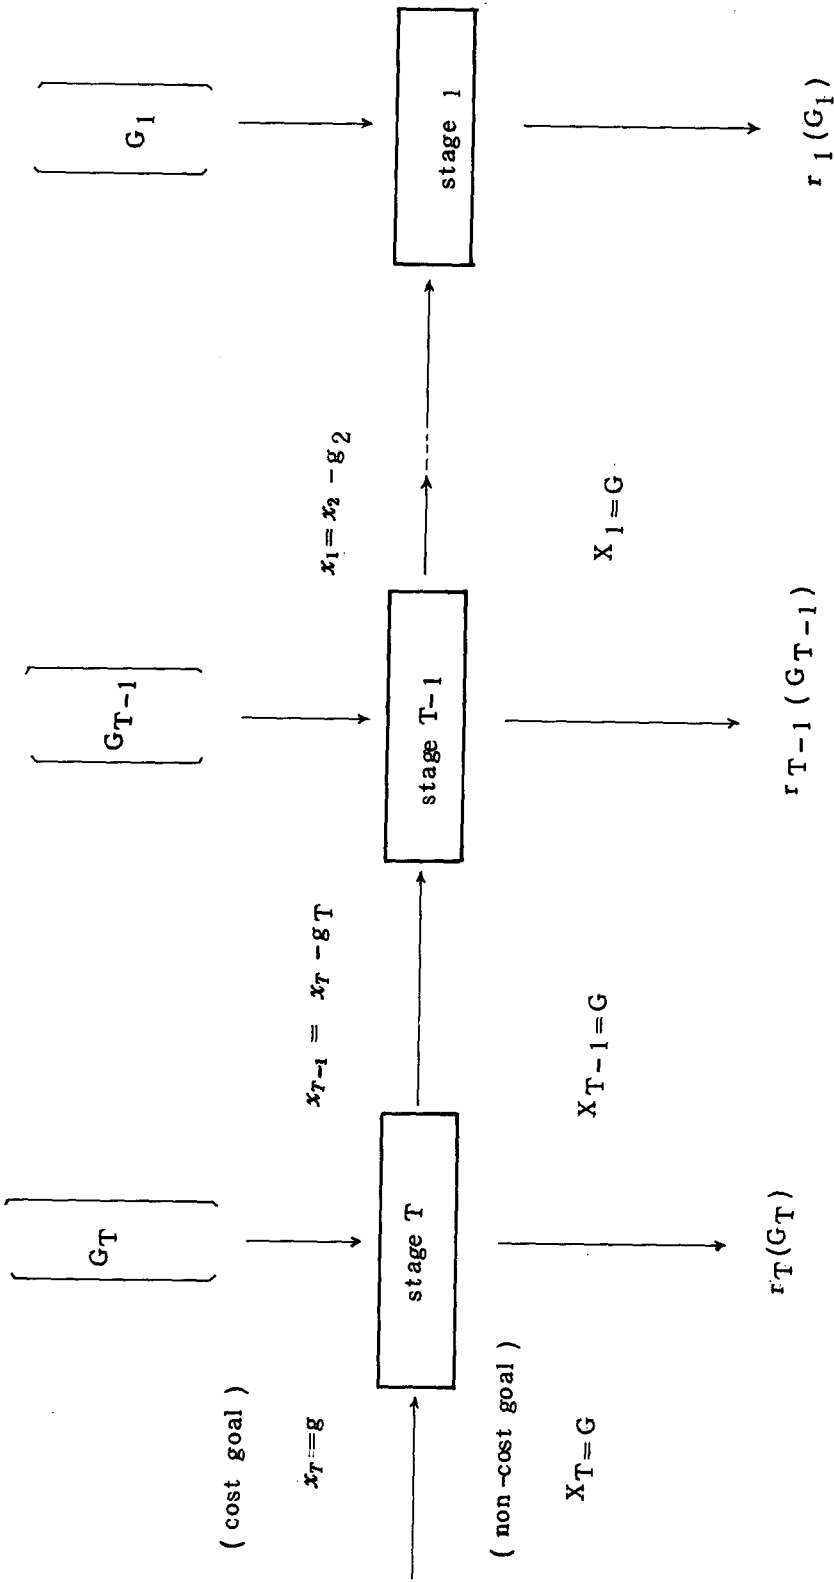 G_T
G_{T-1}
G_1
( cost goal )
x_T=g
x_{T-1} = x_T -g_T
x_1=x_2 -g_2
stage T
stage T-1
stage 1
( non-cost goal )
X_T=G
X_{T-1}=G
X_1=G
r_T(G_T)
r_{T-1} (G_{T-1})
r_1 (G_1)